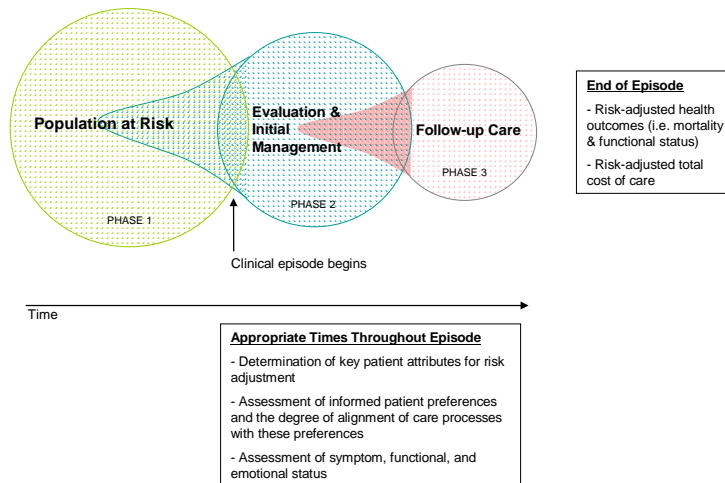 Population at Risk
PHASE 1
Evaluation &
Initial
Management
PHASE 2
Follow-up Care
PHASE 3
Clinical episode begins
End of Episode
- Risk-adjusted health
outcomes (i.e. mortality
& functional status)
- Risk-adjusted total
cost of care
Time
Appropriate Times Throughout Episode
- Determination of key patient attributes for risk
adjustment
- Assessment of informed patient preferences
and the degree of alignment of care processes
with these preferences
- Assessment of symptom, functional, and
emotional status